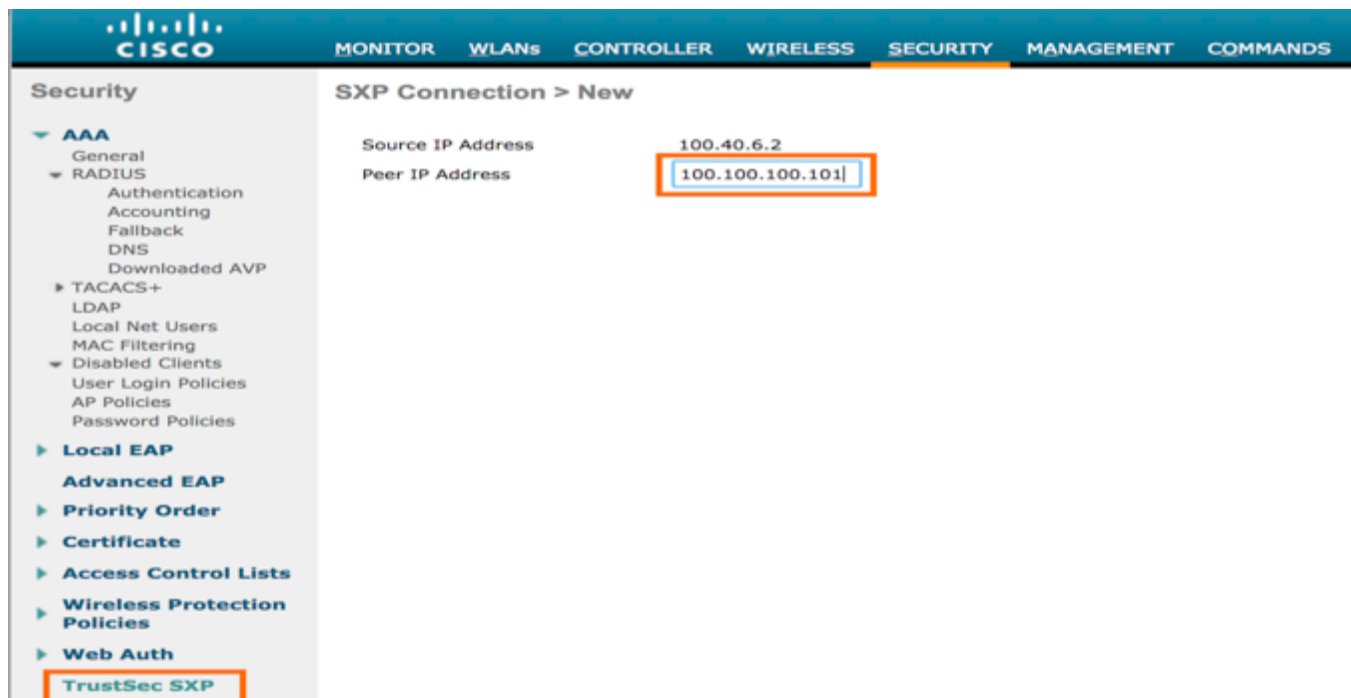 CISCO
MONITOR WLANs CONTROLLER WIRELESS SECURITY MANAGEMENT COMMANDS
Security
AAA
General
RADIUS
Authentication
Accounting
Fallback
DNS
Downloaded AVP
TACACS+
LDAP
Local Net Users
MAC Filtering
Disabled Clients
User Login Policies
AP Policies
Password Policies
Local EAP
Advanced EAP
Priority Order
Certificate
Access Control Lists
Wireless Protection
Policies
Web Auth
TrustSec SXP
SXP Connection > New
Source IP Address 100.40.6.2
Peer IP Address 100.100.100.101